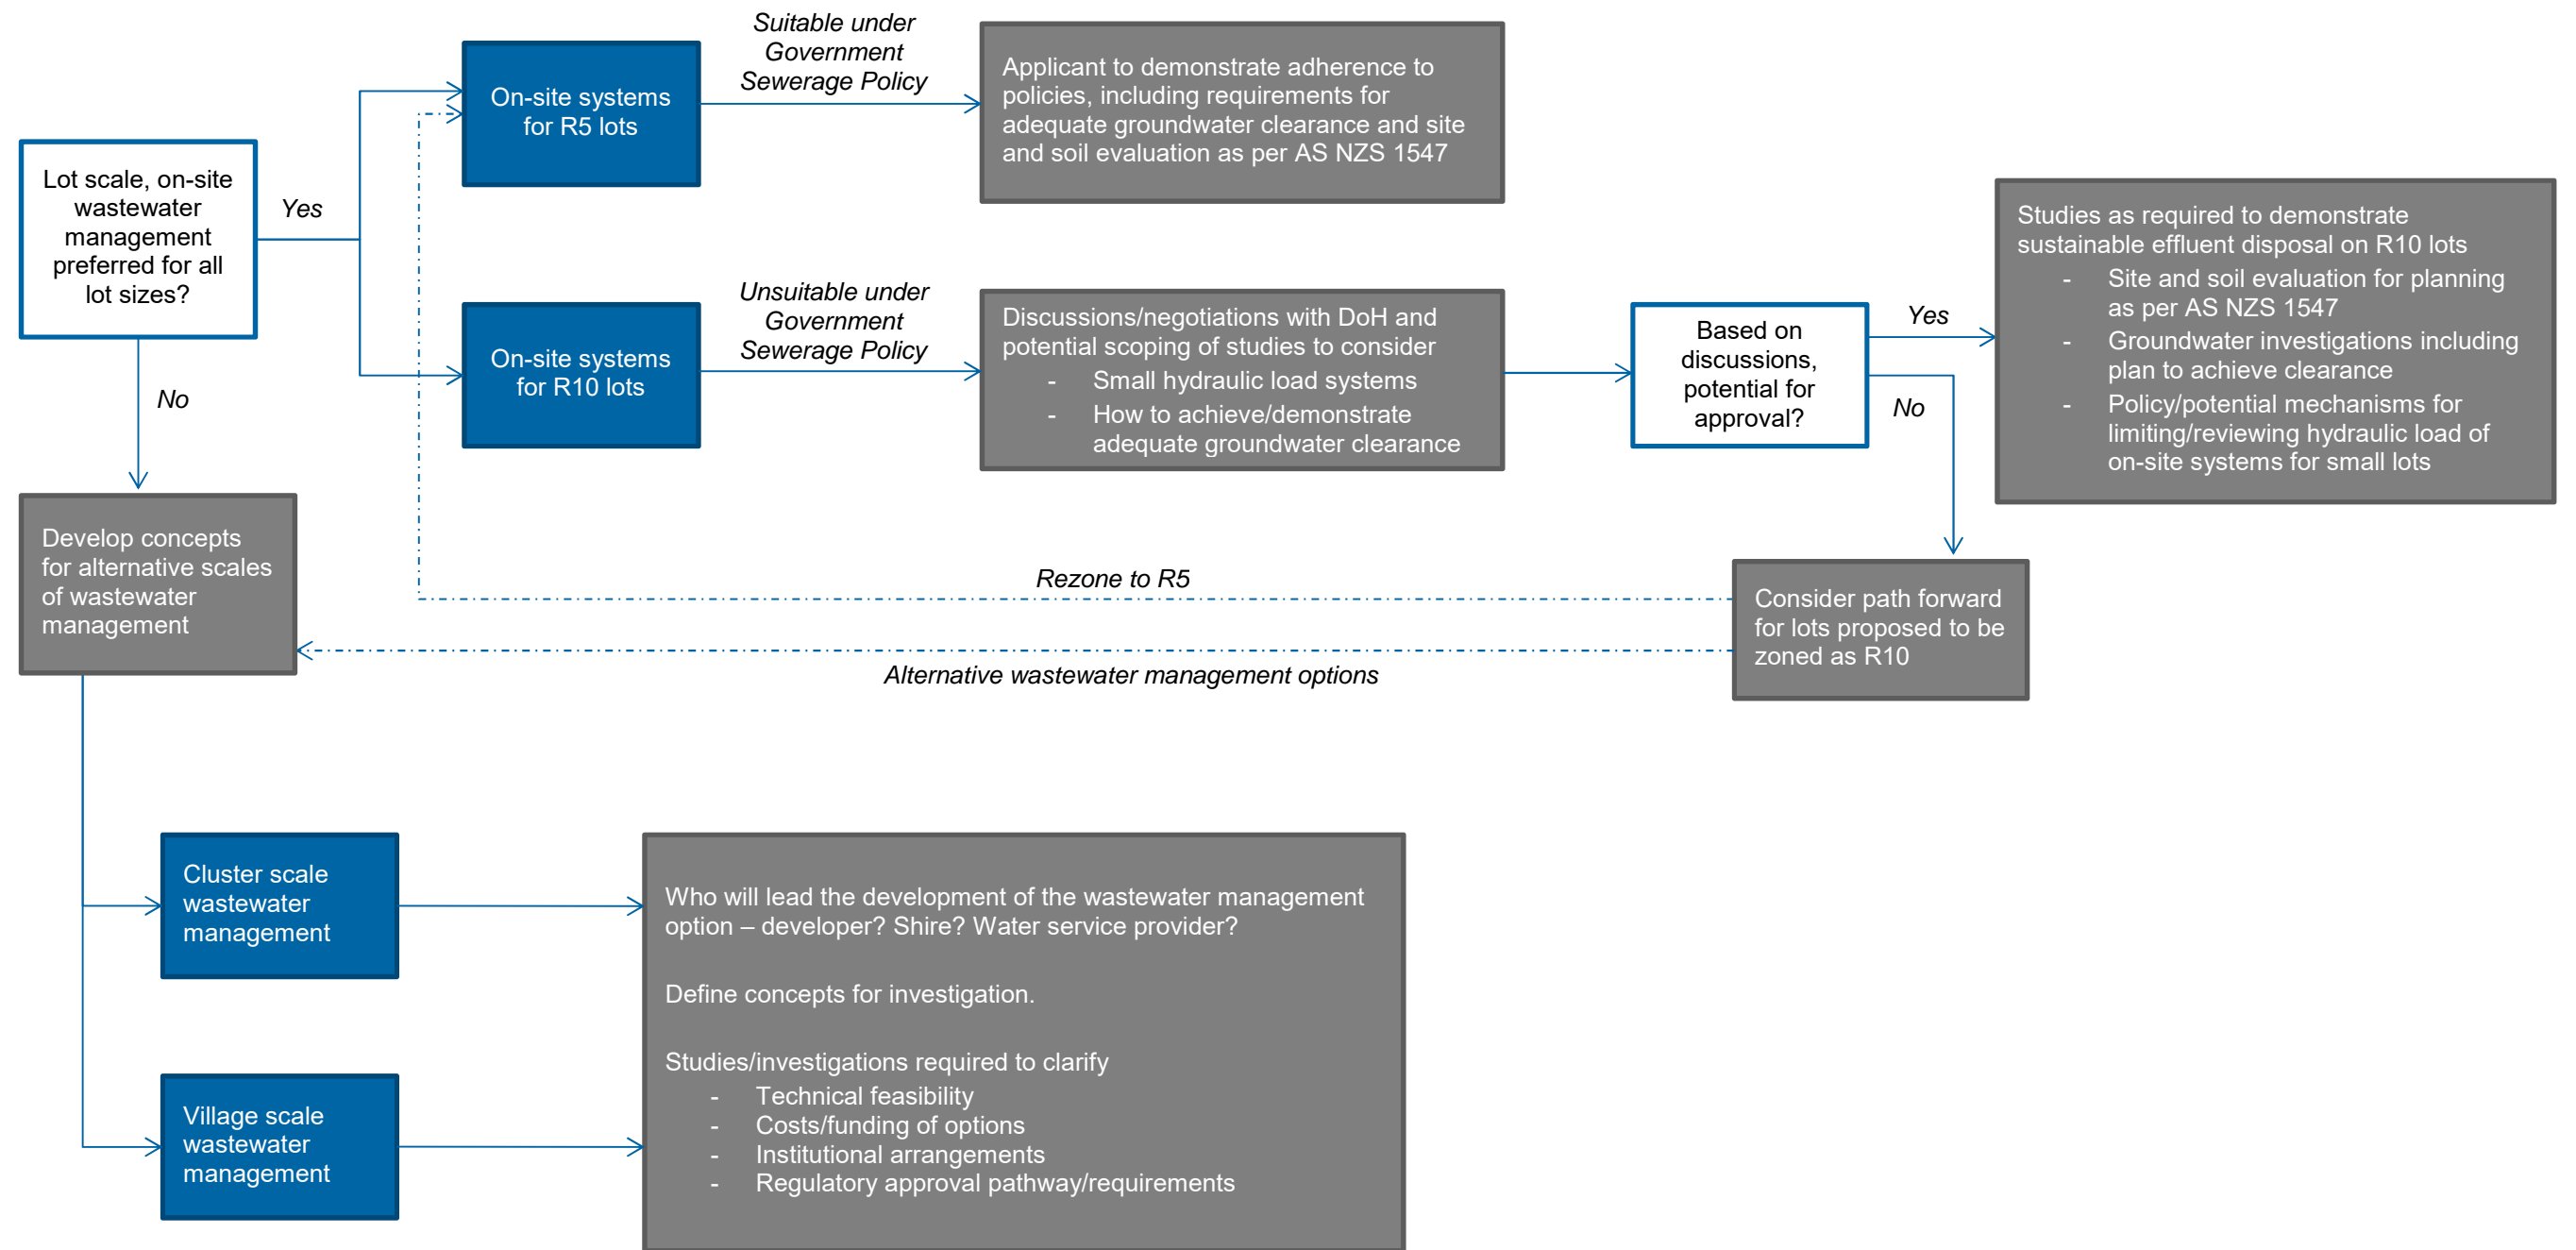 Lot scale, on-site
wastewater
management
preferred for all
lot sizes?
Yes
No
On-site systems
for R5 lots
Suitable under
Government
Sewerage Policy
Applicant to demonstrate adherence to
policies, including requirements for
adequate groundwater clearance and site
and soil evaluation as per AS NZS 1547
On-site systems
for R10 lots
Unsuitable under
Government
Sewerage Policy
Discussions/negotiations with DoH and
potential scoping of studies to consider
- Small hydraulic load systems
- How to achieve/demonstrate
adequate groundwater clearance
Based on
discussions,
potential for
approval?
Yes
No
Studies as required to demonstrate
sustainable effluent disposal on R10 lots
- Site and soil evaluation for planning
as per AS NZS 1547
- Groundwater investigations including
plan to achieve clearance
- Policy/potential mechanisms for
limiting/reviewing hydraulic load of
on-site systems for small lots
Consider path forward
for lots proposed to be
zoned as R10
Rezone to R5
Alternative wastewater management options
Develop concepts
for alternative scales
of wastewater
management
Cluster scale
wastewater
management
Village scale
wastewater
management
Who will lead the development of the wastewater management
option – developer? Shire? Water service provider?
Define concepts for investigation.
Studies/investigations required to clarify
- Technical feasibility
- Costs/funding of options
- Institutional arrangements
- Regulatory approval pathway/requirements